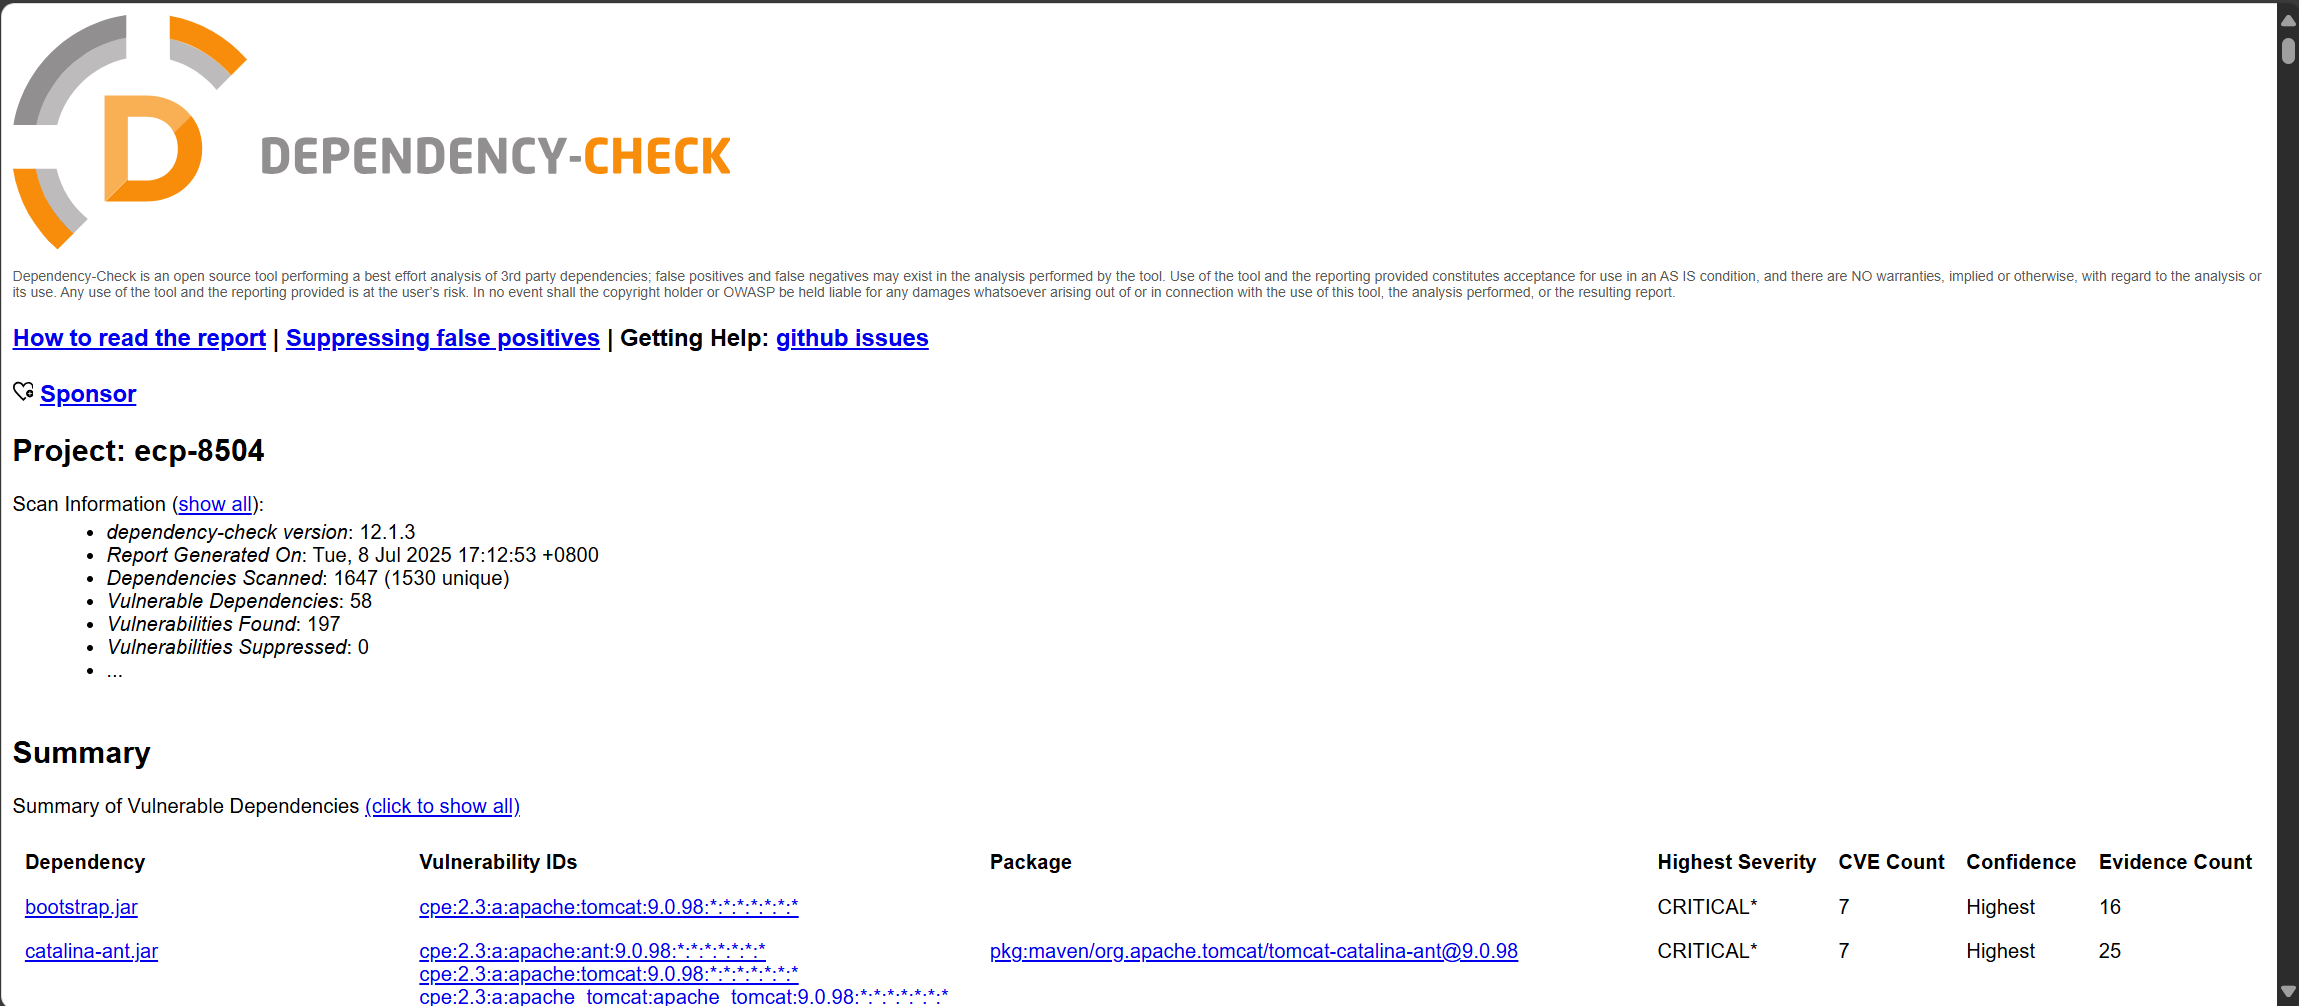 DEPENDENCY-CHECK
Dependency-Check is an open source tool performing a best effort analysis of 3rd party dependencies; false positives and false negatives may exist in the analysis performed by the tool. Use of the tool and the reporting provided constitutes acceptance for use in an AS IS condition, and there are NO warranties, implied or otherwise, with regard to the analysis or
its use. Any use of the tool and the reporting provided is at the user's risk. In no event shall the copyright holder or OWASP be held liable for any damages whatsoever arising out of or in connection with the use of this tool, the analysis performed, or the resulting report.
How to read the report | Suppressing false positives | Getting Help: github issues
Sponsor
Project: ecp-8504
Scan Information (show all):
• dependency-check version: 12.1.3
• Report Generated On: Tue, 8 Jul 2025 17:12:53 +0800
• Dependencies Scanned: 1647 (1530 unique)
• Vulnerable Dependencies: 58
• Vulnerabilities Found: 197
• Vulnerabilities Suppressed: 0
• ...
Summary
Summary of Vulnerable Dependencies (click to show all)
Dependency Vulnerability IDs Package Highest Severity CVE Count Confidence Evidence Count
bootstrap.jar cpe:2.3:a:apache:tomcat:9.0.98:*:*:*:*:*:*:* CRITICAL* 7 Highest 16
catalina-ant.jar cpe:2.3:a:apache:ant:9.0.98:*:*:*:*:*:*:* pkg:maven/org.apache.tomcat/tomcat-catalina-ant@9.0.98 CRITICAL* 7 Highest 25
cpe:2.3:a:apache:tomcat:9.0.98:*:*:*:*:*:*:*
cpe:2.3:a:apache_tomcat:apache_tomcat:9.0.98:*:*:*:*:*:*:*